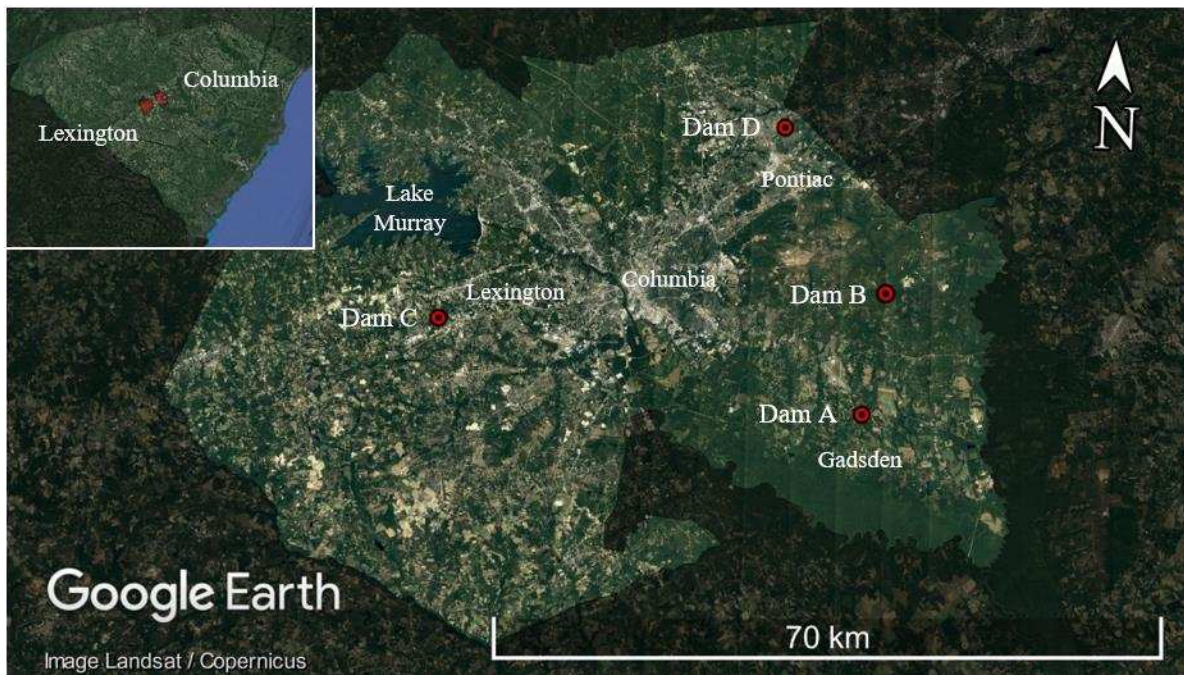 Columbia
Lexington
N
Dam D
Pontiac
Lake
Murray
Columbia
Dam B
Lexington
Dam C
Dam A
Gadsden
Google Earth
70 km
Image Landsat / Copernicus